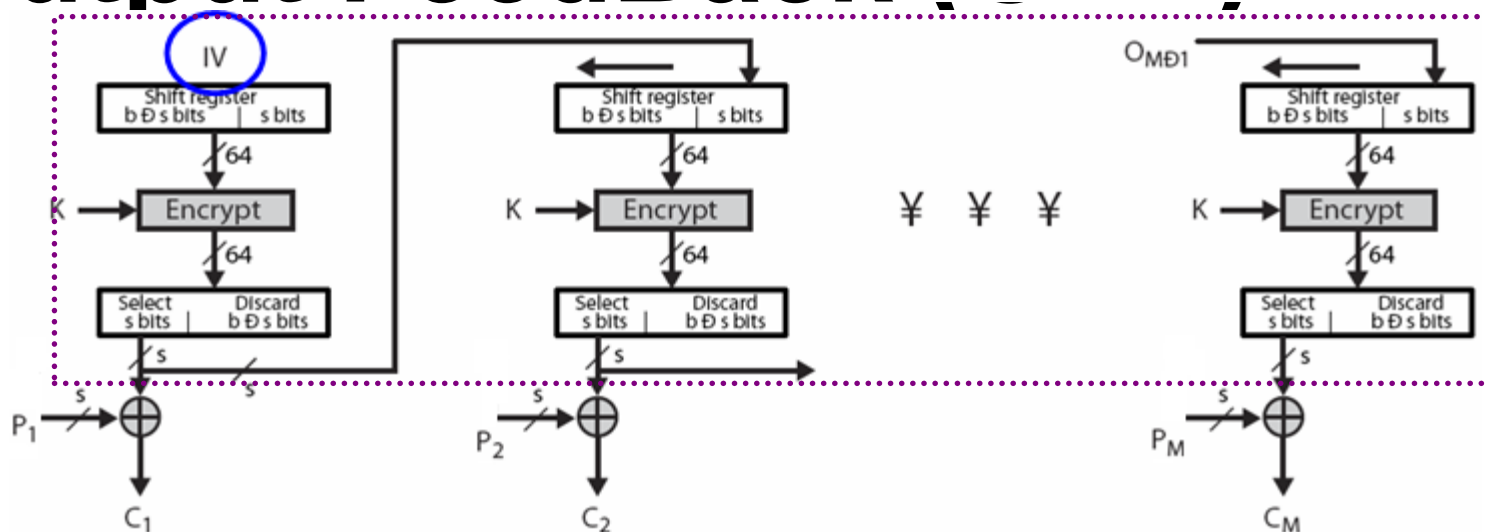 IV
O_MÐ1
Shift register
b Ð s bits | s bits
Shift register
b Ð s bits | s bits
Shift register
b Ð s bits | s bits
64
64
64
K
Encrypt
K
Encrypt
¥ ¥ ¥
K
Encrypt
64
64
64
Select
s bits
Discard
b Ð s bits
Select
s bits
Discard
b Ð s bits
Select
s bits
Discard
b Ð s bits
s
s
s
s
s
P1
s
P2
s
PM
C1
C2
CM